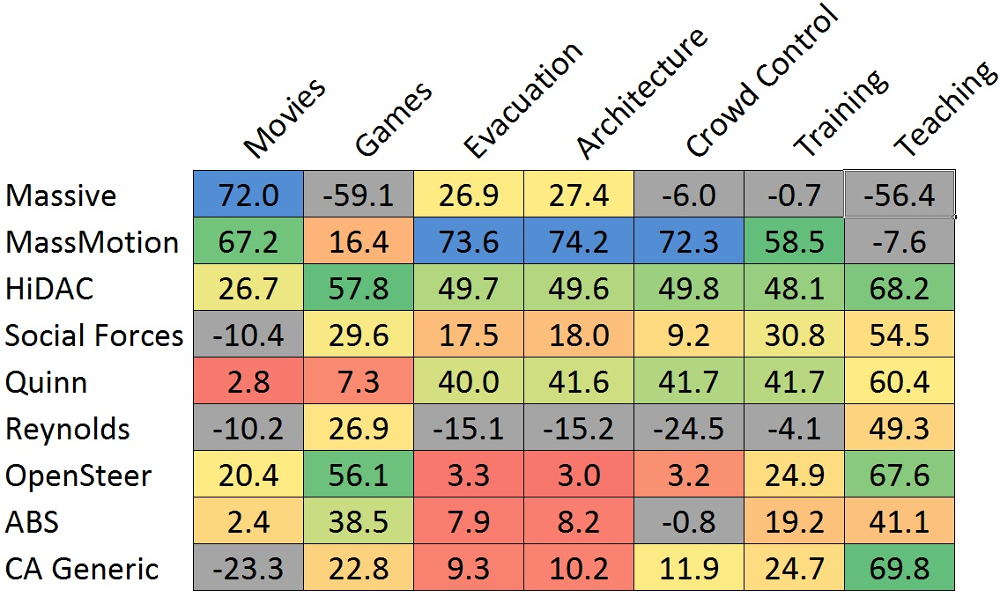 Movies Games Evacuation Architecture Crowd Control Training Teaching
Massive 72.0 -59.1 26.9 27.4 -6.0 -0.7 -56.4
MassMotion 67.2 16.4 73.6 74.2 72.3 58.5 -7.6
HiDAC 26.7 57.8 49.7 49.6 49.8 48.1 68.2
Social Forces -10.4 29.6 17.5 18.0 9.2 30.8 54.5
Quinn 2.8 7.3 40.0 41.6 41.7 41.7 60.4
Reynolds -10.2 26.9 -15.1 -15.2 -24.5 -4.1 49.3
OpenSteer 20.4 56.1 3.3 3.0 3.2 24.9 67.6
ABS 2.4 38.5 7.9 8.2 -0.8 19.2 41.1
CA Generic -23.3 22.8 9.3 10.2 11.9 24.7 69.8